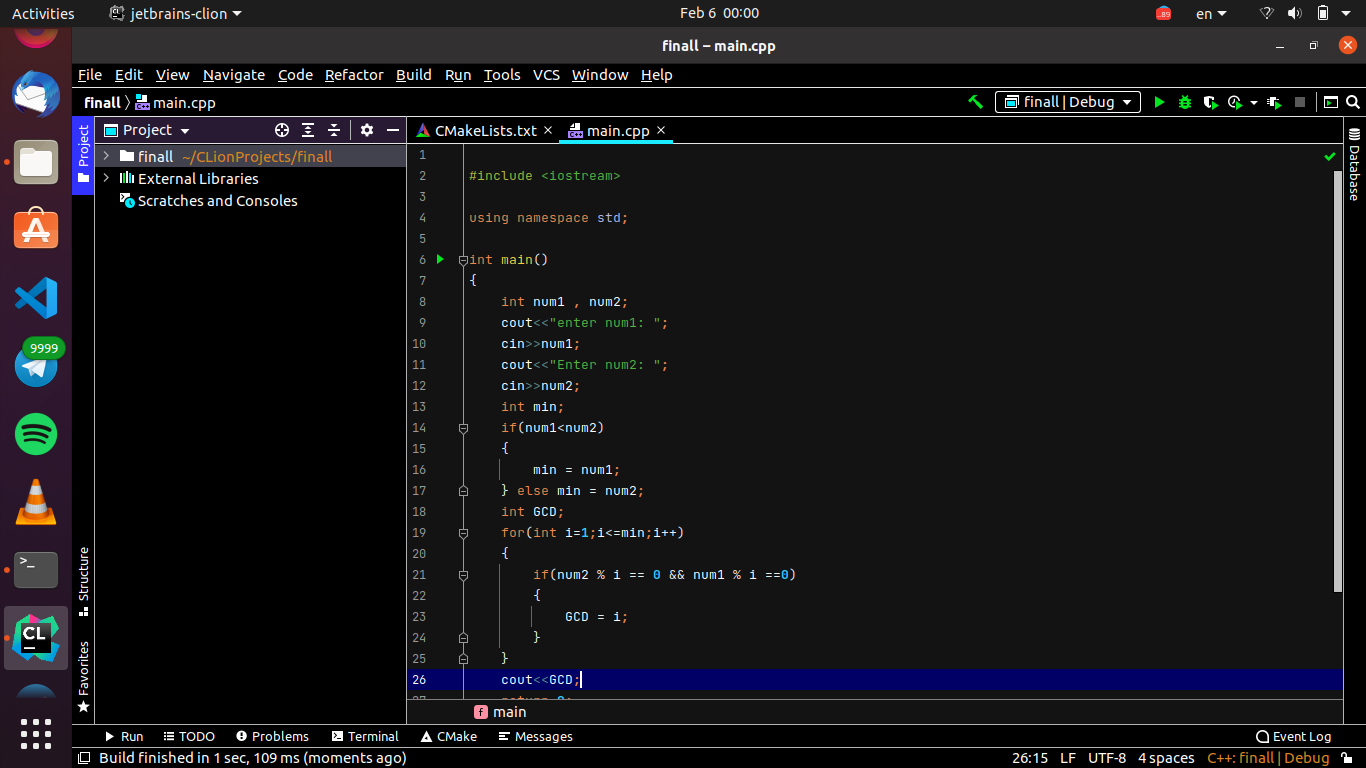 Activities jetbrains-clion Feb 6 00:00 en
finall – main.cpp
File Edit View Navigate Code Refactor Build Run Tools VCS Window Help
finall main.cpp finall | Debug
Project CMakeLists.txt main.cpp
finall ~/CLionProjects/finall
External Libraries
Scratches and Consoles
Project
Structure
Favorites
Database
9999
>_
CL
1
2 #include <iostream>
3
4 using namespace std;
5
6 int main()
7 {
8 int num1 , num2;
9 cout<<"enter num1: ";
10 cin>>num1;
11 cout<<"Enter num2: ";
12 cin>>num2;
13 int min;
14 if(num1<num2)
15 {
16 min = num1;
17 } else min = num2;
18 int GCD;
19 for(int i=1;i<=min;i++)
20 {
21 if(num2 % i == 0 && num1 % i ==0)
22 {
23 GCD = i;
24 }
25 }
26 cout<<GCD;
27 return 0;
f main
Run TODO Problems Terminal CMake Messages Event Log
Build finished in 1 sec, 109 ms (moments ago) 26:15 LF UTF-8 4 spaces C++: finall | Debug